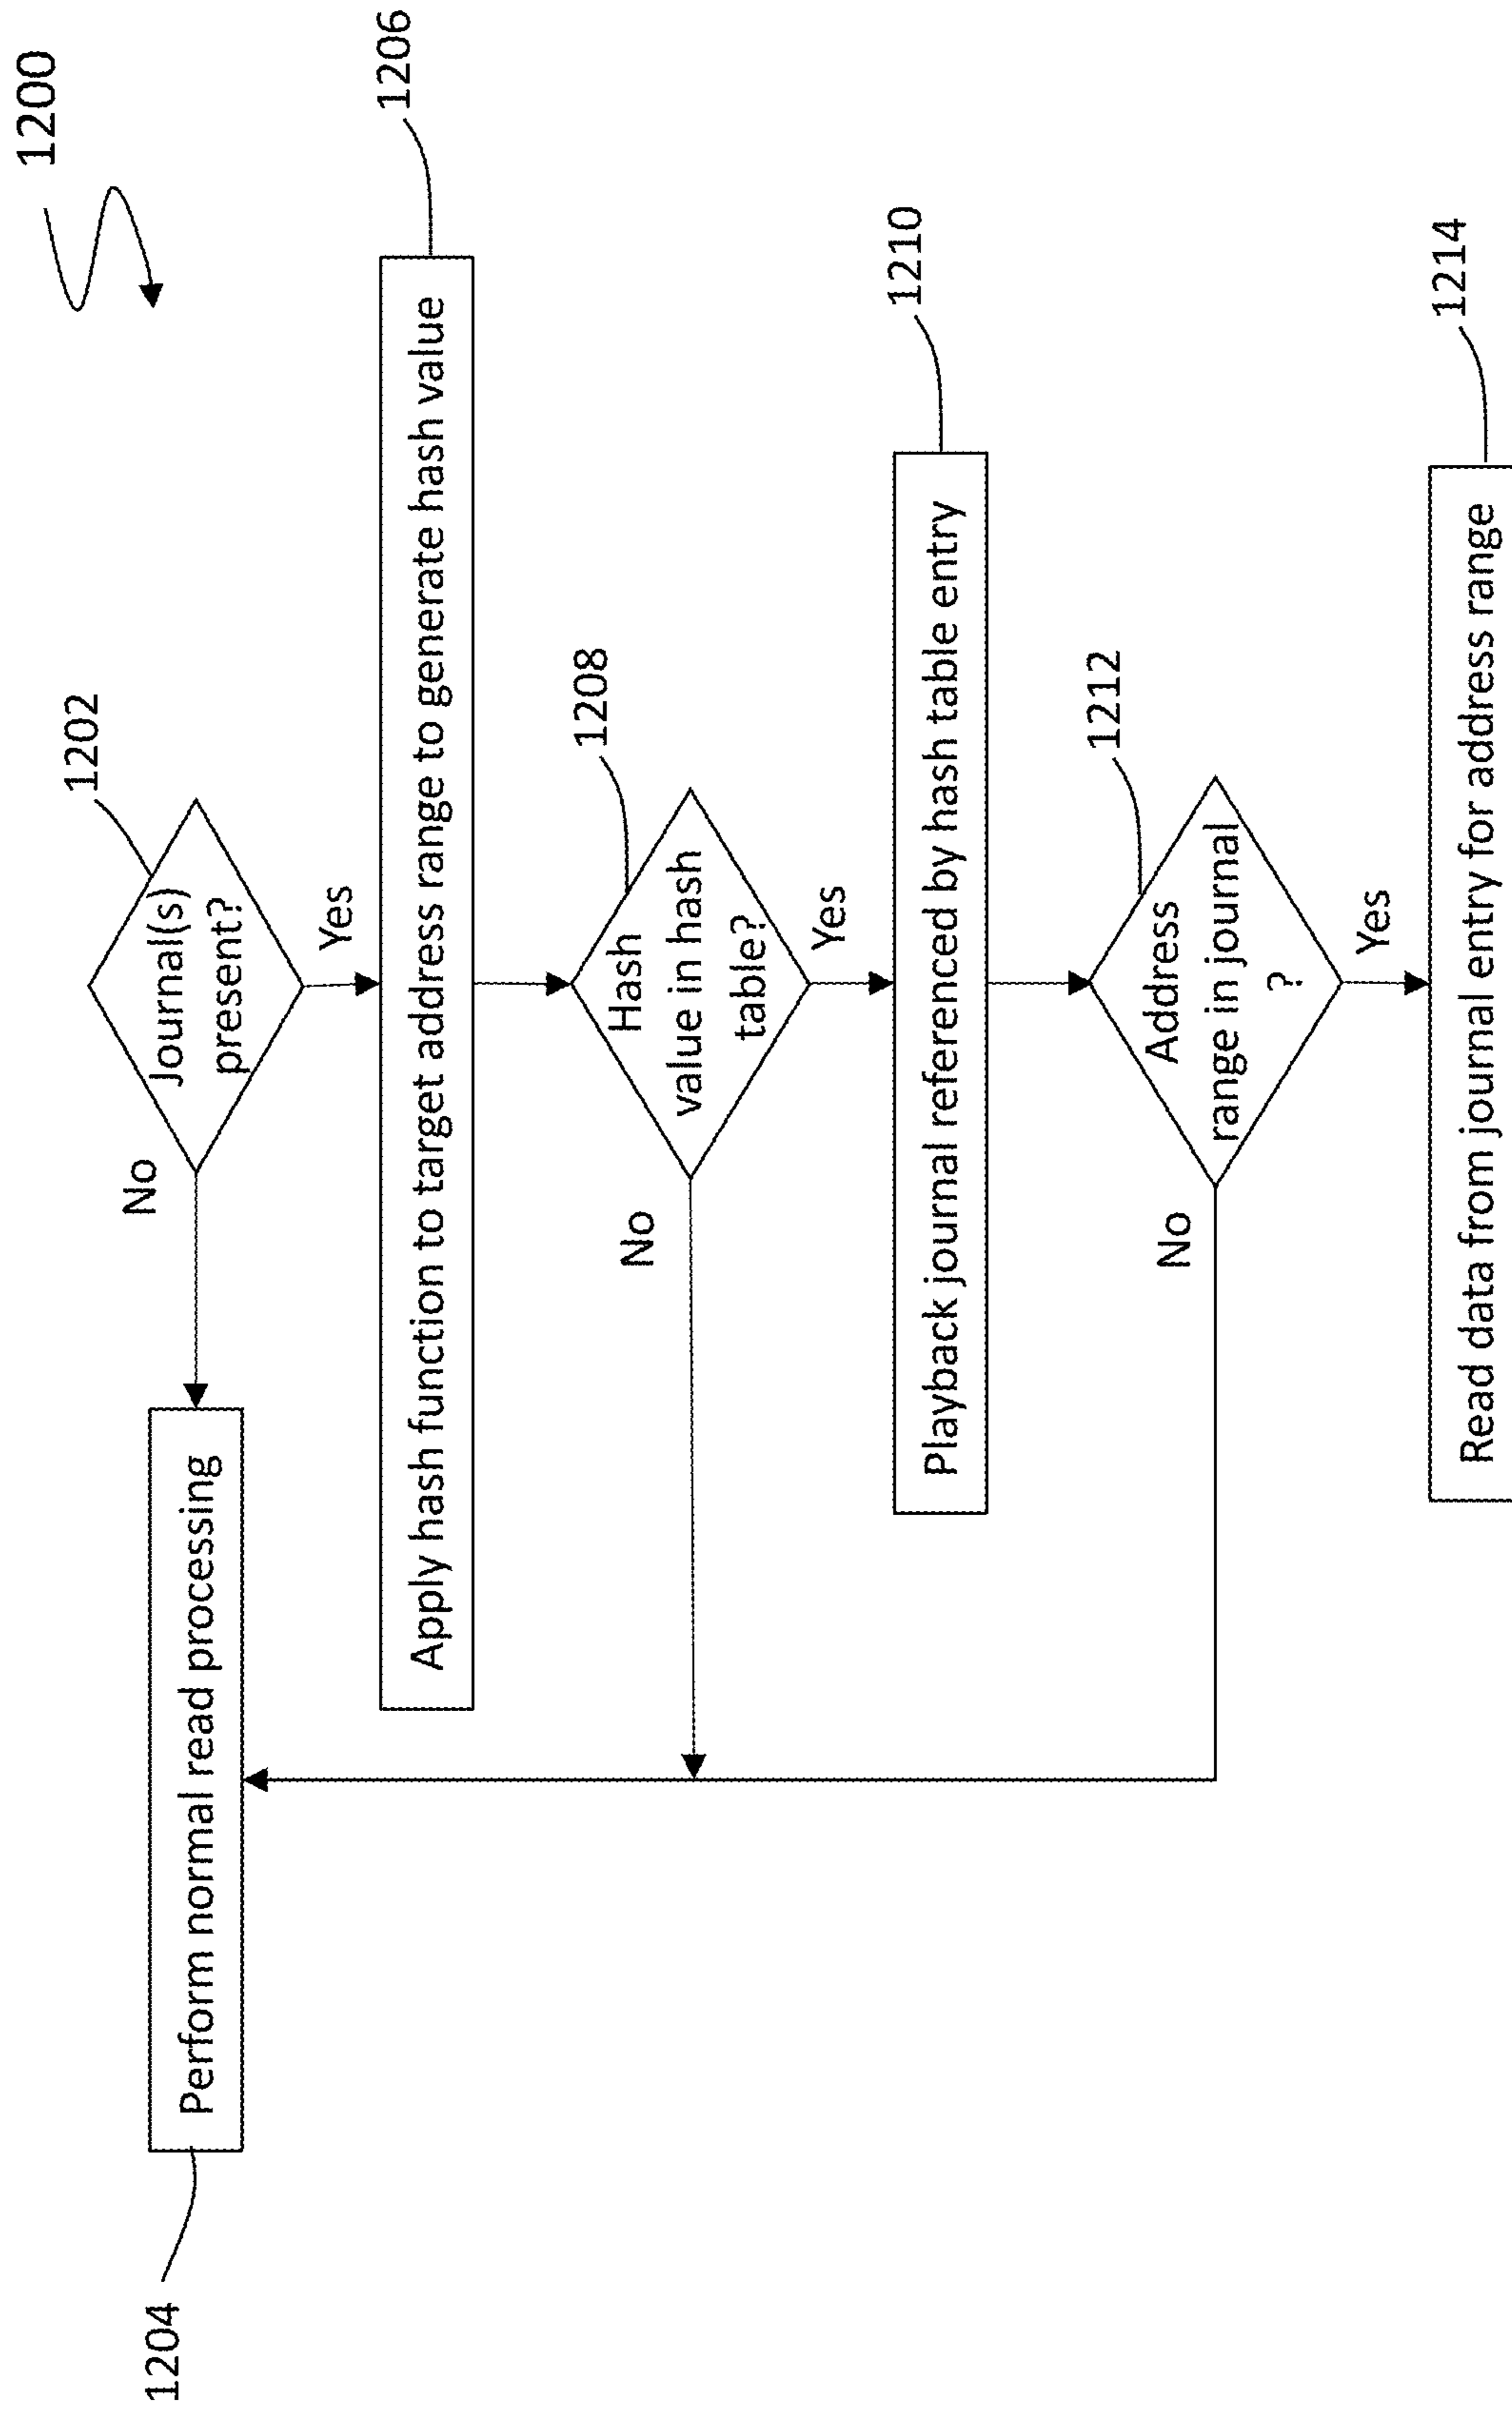 1200
1202
Journal(s)
present?
No
Yes
1204
Perform normal read processing
1206
Apply hash function to target address range to generate hash value
1208
Hash
value in hash
table?
No
Yes
1210
Playback journal referenced by hash table entry
1212
Address
range in journal
?
No
Yes
1214
Read data from journal entry for address range